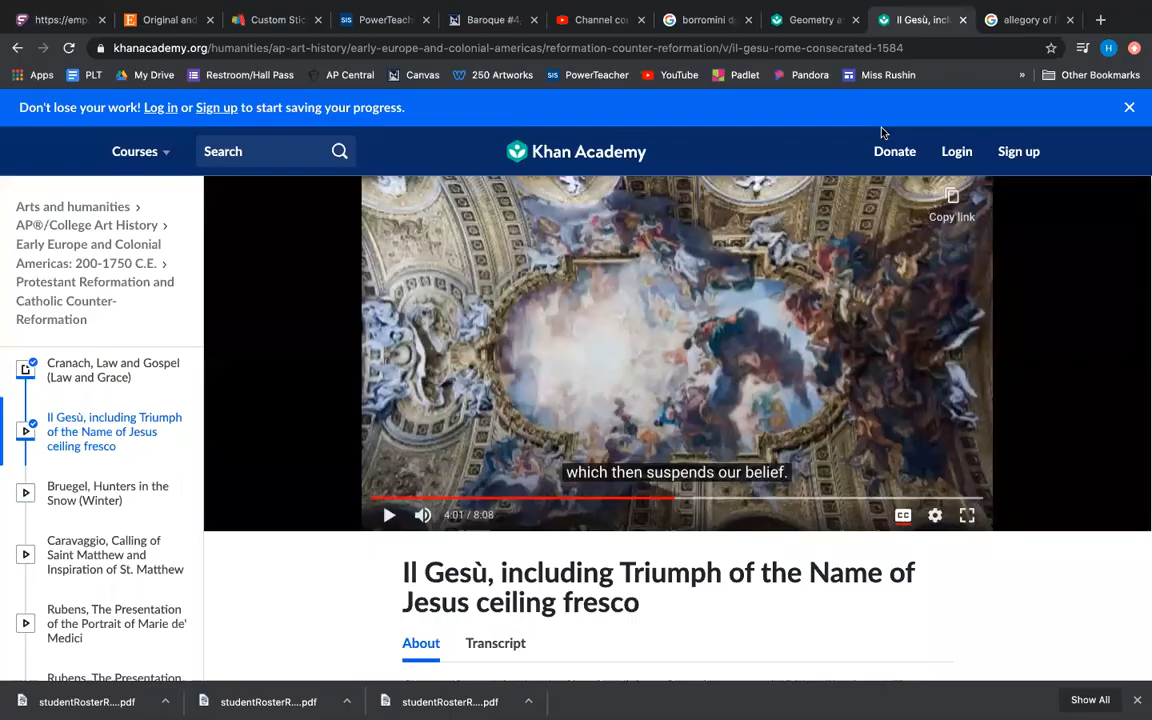 https://emp
Original and
Custom Stic
PowerTeach
Baroque #4
Channel co
borromini d
Geometry a
Il Gesù, incl
allegory of
khanacademy.org/humanities/ap-art-history/early-europe-and-colonial-americas/reformation-counter-reformation/v/il-gesu-rome-consecrated-1584
Apps PLT My Drive Restroom/Hall Pass AP Central Canvas 250 Artworks PowerTeacher YouTube Padlet Pandora Miss Rushin » Other Bookmarks
Don't lose your work! Log in or Sign up to start saving your progress.
Courses Search Khan Academy Donate Login Sign up
Arts and humanities ›
AP®/College Art History ›
Early Europe and Colonial
Americas: 200-1750 C.E. ›
Protestant Reformation and
Catholic Counter-
Reformation
Cranach, Law and Gospel
(Law and Grace)
Il Gesù, including Triumph
of the Name of Jesus
ceiling fresco
Bruegel, Hunters in the
Snow (Winter)
Caravaggio, Calling of
Saint Matthew and
Inspiration of St. Matthew
Rubens, The Presentation
of the Portrait of Marie de'
Medici
Rubens, The Presentation
Copy link
which then suspends our belief.
4:01 / 8:08
CC
Il Gesù, including Triumph of the Name of
Jesus ceiling fresco
About Transcript
studentRosterR....pdf studentRosterR....pdf studentRosterR....pdf Show All